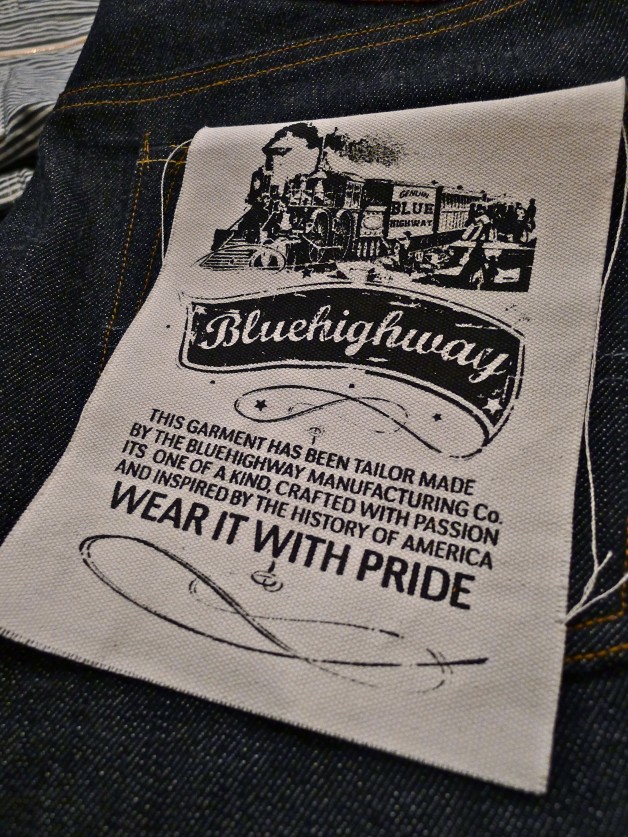 GENUINE
BLUE
HIGHWAY
Bluehighway
THIS GARMENT HAS BEEN TAILOR MADE
BY THE BLUEHIGHWAY MANUFACTURING Co.
ITS ONE OF A KIND, CRAFTED WITH PASSION
AND INSPIRED BY THE HISTORY OF AMERICA
WEAR IT WITH PRIDE